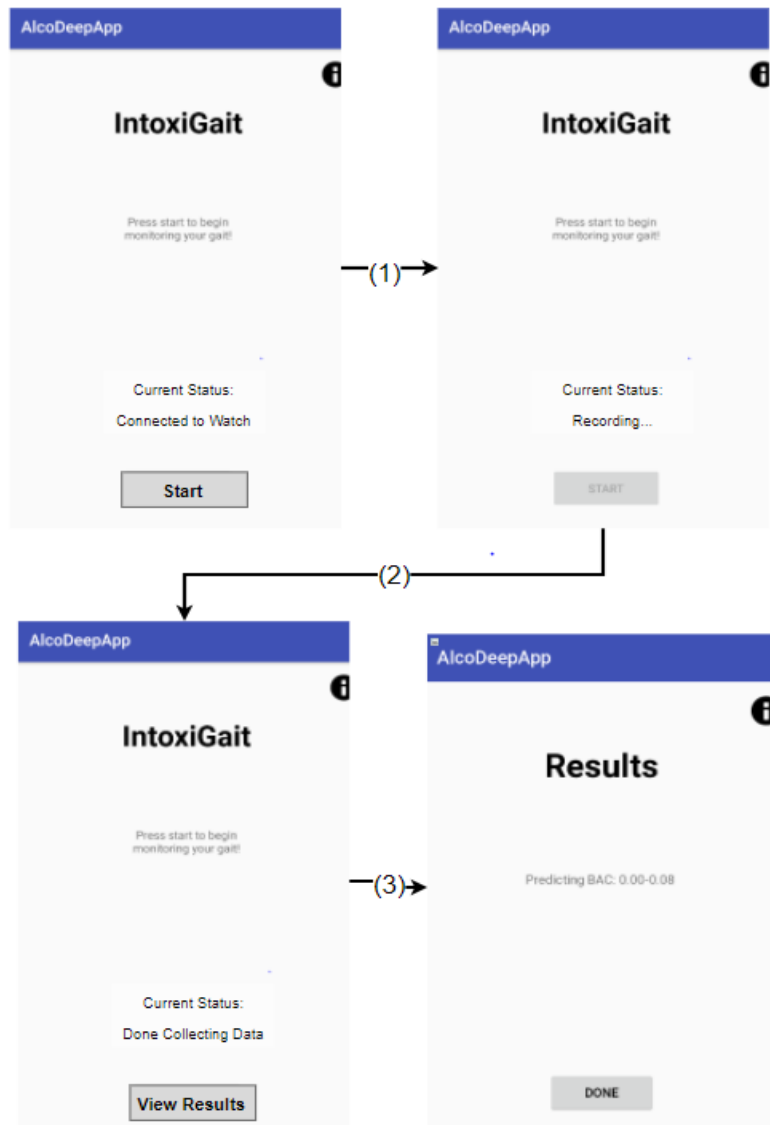 AlcoDeepApp
IntoxiGait
Press start to begin
monitoring your gait!
Current Status:
Connected to Watch
Start
(1)
AlcoDeepApp
IntoxiGait
Press start to begin
monitoring your gait!
Current Status:
Recording...
START
(2)
AlcoDeepApp
IntoxiGait
Press start to begin
monitoring your gait!
Current Status:
Done Collecting Data
View Results
(3)
AlcoDeepApp
Results
Predicting BAC: 0.00-0.08
DONE